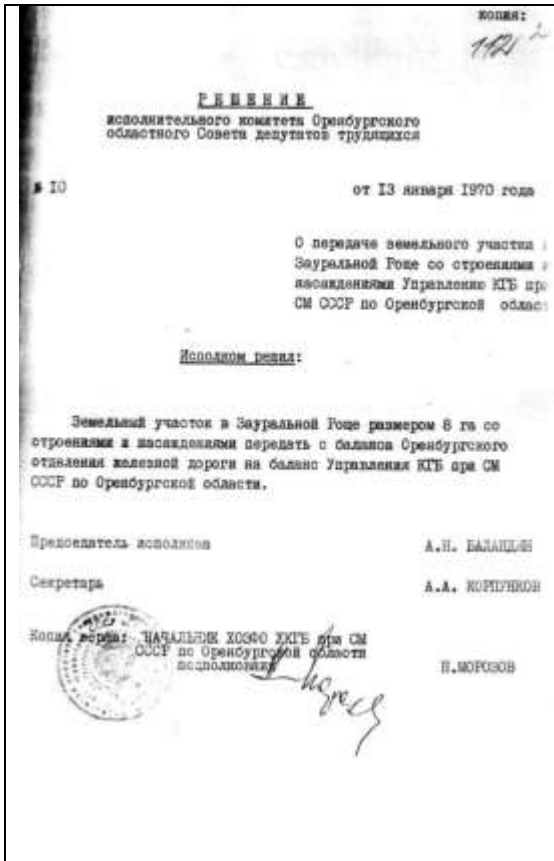 КОПИЯ:
РЕШЕНИЕ
исполнительного комитета Оренбургского
областного Совета депутатов трудящихся
№ 10
от 13 января 1970 года
О передаче земельного участка
Зауральной Роще со строениями и
насаждениями Управлению КГБ при
СМ СССР по Оренбургской област
Исполком решил:
Земельный участок в Зауральной Роще размером 8 га со
строениями и насаждениями передать с баланса Оренбургского
отделения железной дороги на баланс Управления КГБ при СМ
СССР по Оренбургской области.
Председатель исполкома
А.Н. БАЛАНДИН
Секретарь
А.А. КОРПУНКОВ
Копия верна: НАЧАЛЬНИК ХОЗФО УКГБ при СМ
СССР по Оренбургской области
подполковник
Н.МОРОЗОВ